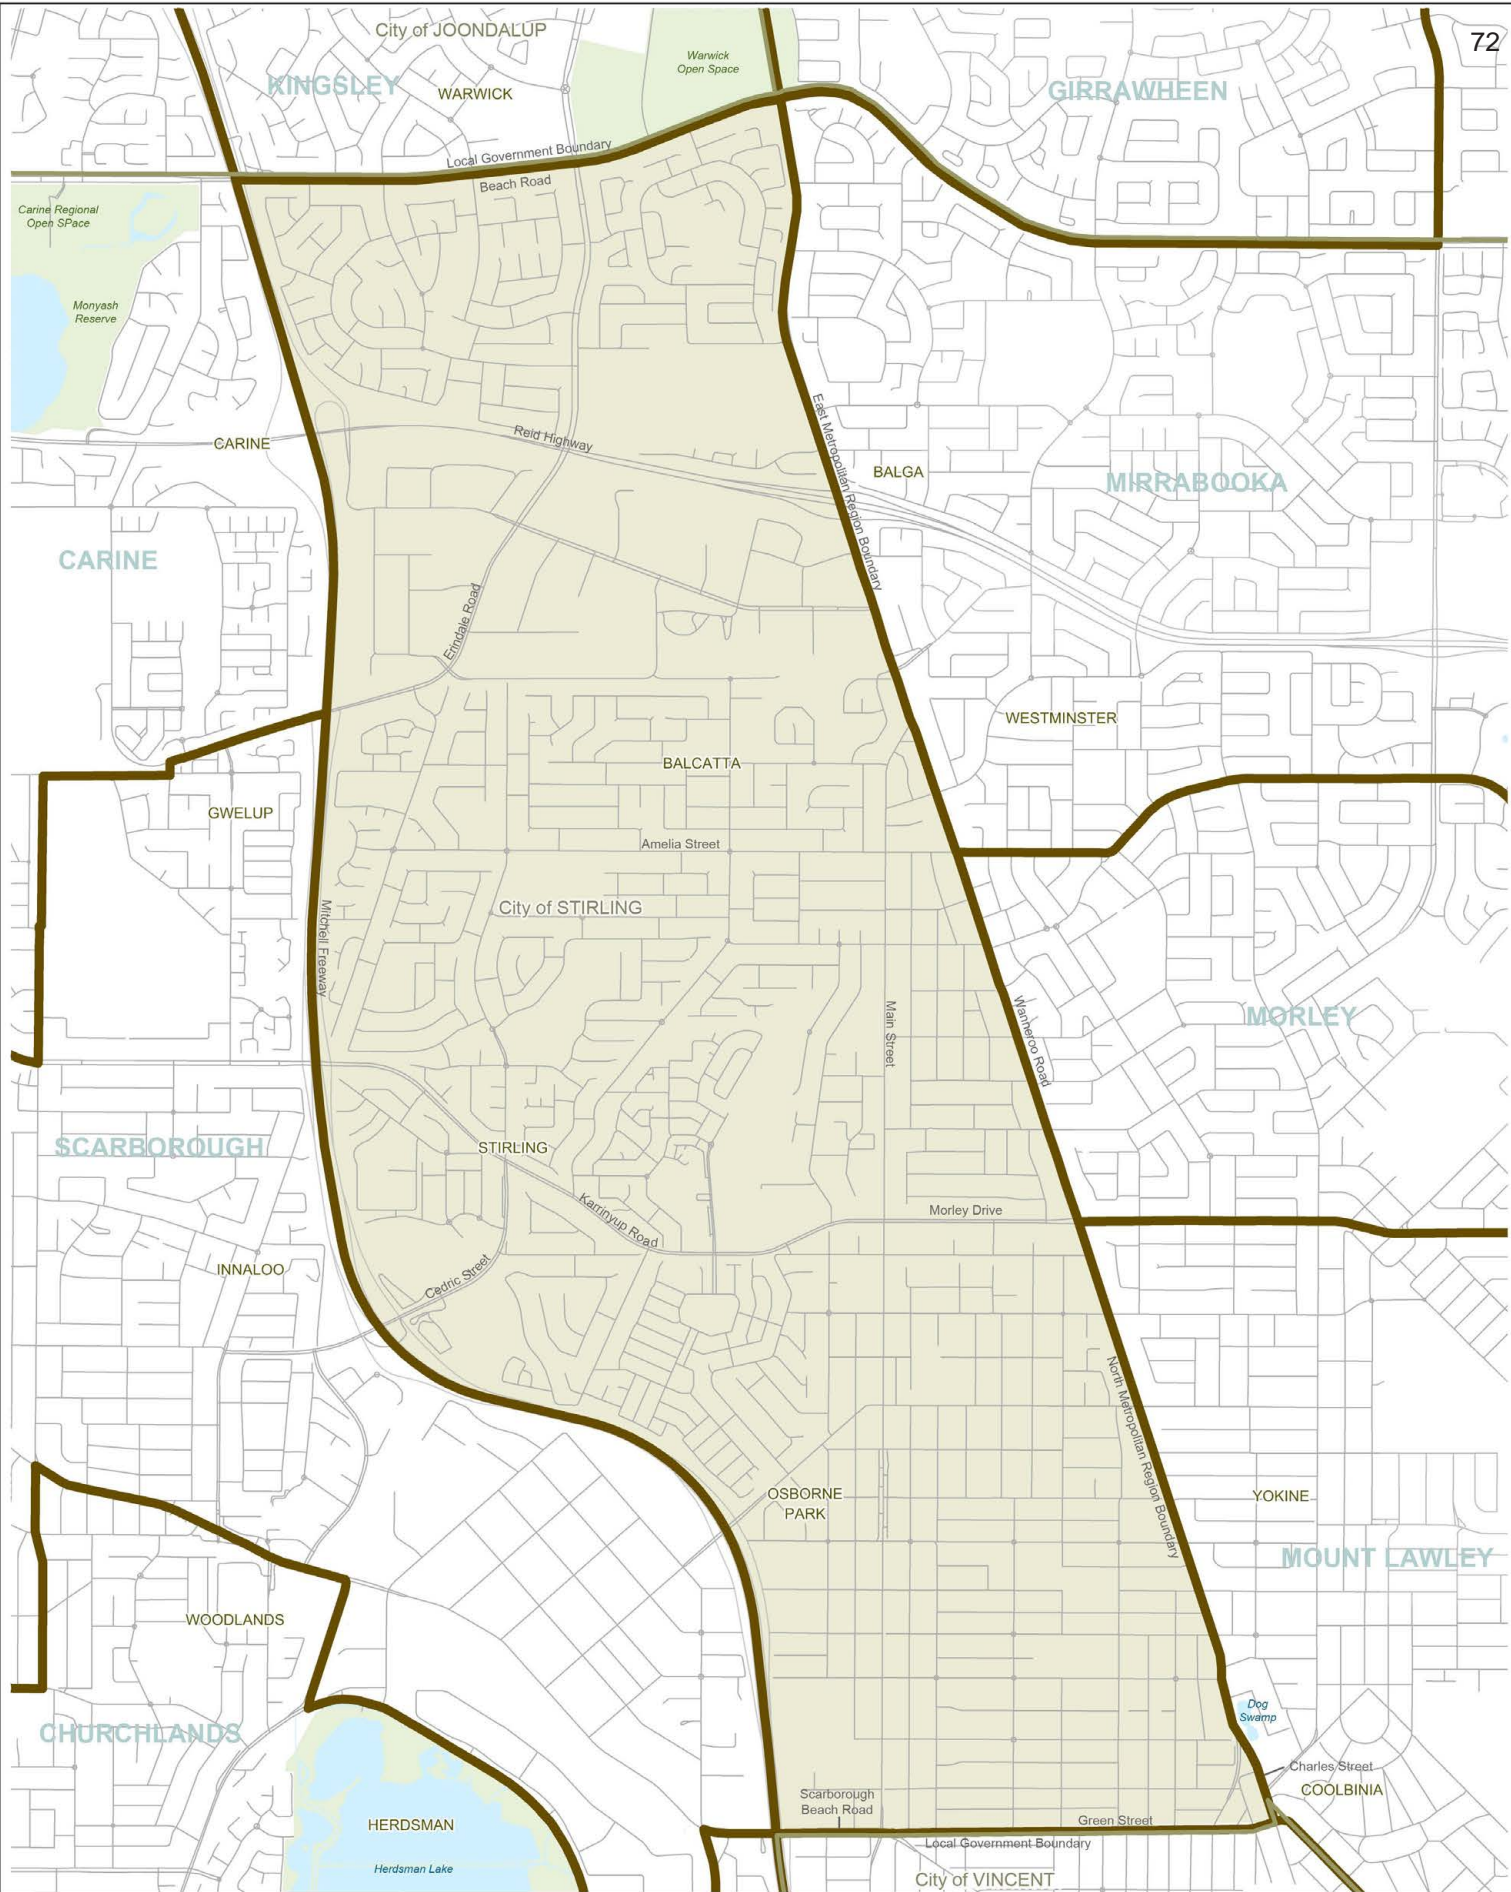 72
City of JOONDALUP
KINGSLEY
WARWICK
Warwick
Open Space
GIRRAWHEEN
Local Government Boundary
Beach Road
Carine Regional
Open SPace
Monyash
Reserve
CARINE
Reid Highway
East Metropolitan Region Boundary
BALGA
MIRRABOOKA
CARINE
Erindale Road
WESTMINSTER
BALCATTA
GWELUP
Amelia Street
City of STIRLING
Mitchell Freeway
Main Street
Wanneroo Road
MORLEY
SCARBOROUGH
STIRLING
Karrinyup Road
Morley Drive
INNALOO
Cedric Street
North Metropolitan Region Boundary
OSBORNE
PARK
YOKINE
MOUNT LAWLEY
WOODLANDS
CHURCHLANDS
Dog
Swamp
Charles Street
COOLBINIA
Scarborough
Beach Road
Green Street
HERDSMAN
Local Government Boundary
Herdsman Lake
City of VINCENT